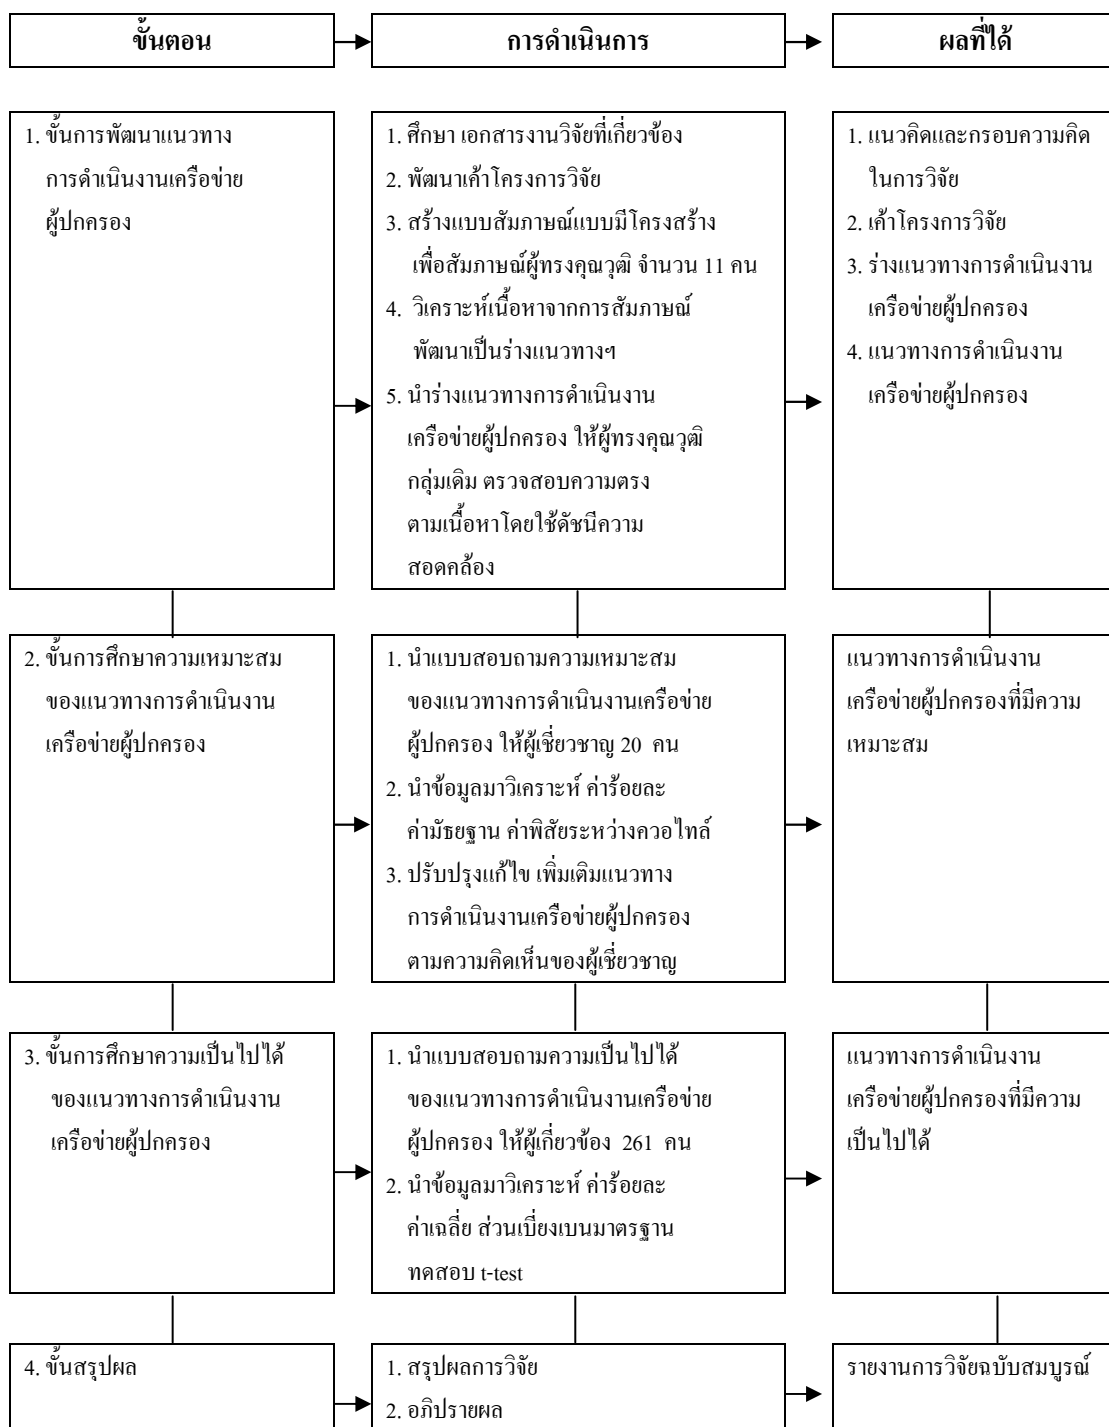 ขั้นตอน
การดำเนินการ
ผลที่ได้
1. ขั้นการพัฒนาแนวทาง
การดำเนินงานเครือข่าย
ผู้ปกครอง
1. ศึกษา เอกสารงานวิจัยที่เกี่ยวข้อง
2. พัฒนาเค้าโครงการวิจัย
3. สร้างแบบสัมภาษณ์แบบมีโครงสร้าง
เพื่อสัมภาษณ์ผู้ทรงคุณวุฒิ จำนวน 11 คน
4. วิเคราะห์เนื้อหาจากการสัมภาษณ์
พัฒนาเป็นร่างแนวทางฯ
5. นำร่างแนวทางการดำเนินงาน
เครือข่ายผู้ปกครอง ให้ผู้ทรงคุณวุฒิ
กลุ่มเดิม ตรวจสอบความตรง
ตามเนื้อหาโดยใช้ดัชนีความ
สอดคล้อง
1. แนวคิดและกรอบความคิด
ในการวิจัย
2. เค้าโครงการวิจัย
3. ร่างแนวทางการดำเนินงาน
เครือข่ายผู้ปกครอง
4. แนวทางการดำเนินงาน
เครือข่ายผู้ปกครอง
2. ขั้นการศึกษาความเหมาะสม
ของแนวทางการดำเนินงาน
เครือข่ายผู้ปกครอง
1. นำแบบสอบถามความเหมาะสม
ของแนวทางการดำเนินงานเครือข่าย
ผู้ปกครอง ให้ผู้เชี่ยวชาญ 20 คน
2. นำข้อมูลมาวิเคราะห์ ค่าร้อยละ
ค่ามัธยฐาน ค่าพิสัยระหว่างควอไทล์
3. ปรับปรุงแก้ไข เพิ่มเติมแนวทาง
การดำเนินงานเครือข่ายผู้ปกครอง
ตามความคิดเห็นของผู้เชี่ยวชาญ
แนวทางการดำเนินงาน
เครือข่ายผู้ปกครองที่มีความ
เหมาะสม
3. ขั้นการศึกษาความเป็นไปได้
ของแนวทางการดำเนินงาน
เครือข่ายผู้ปกครอง
1. นำแบบสอบถามความเป็นไปได้
ของแนวทางการดำเนินงานเครือข่าย
ผู้ปกครอง ให้ผู้เกี่ยวข้อง 261 คน
2. นำข้อมูลมาวิเคราะห์ ค่าร้อยละ
ค่าเฉลี่ย ส่วนเบี่ยงเบนมาตรฐาน
ทดสอบ t-test
แนวทางการดำเนินงาน
เครือข่ายผู้ปกครองที่มีความ
เป็นไปได้
4. ขั้นสรุปผล
1. สรุปผลการวิจัย
2. อภิปรายผล
รายงานการวิจัยฉบับสมบูรณ์